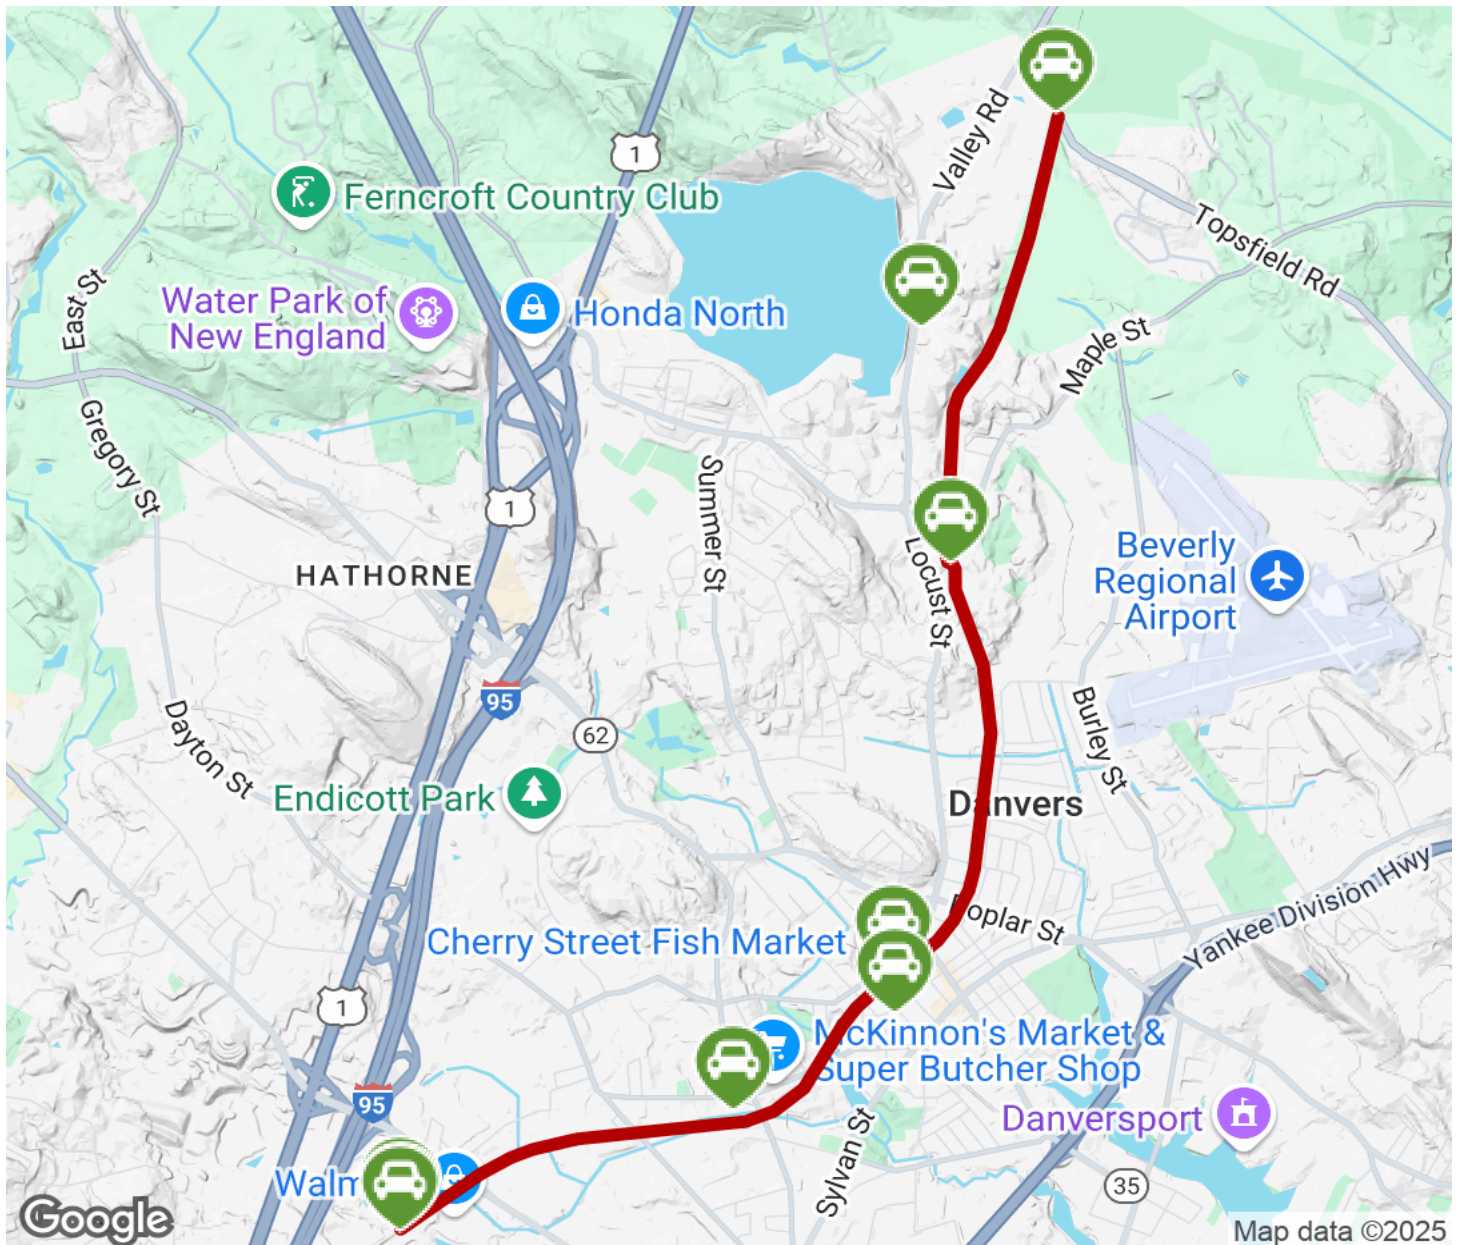 1
Valley Rd
Ferncroft Country Club
Topsfield Rd
East St
Water Park of
New England
Honda North
Maple St
Gregory St
Summer St
1
Locust St
Beverly
Regional
Airport
HATHORNE
95
62
Burley St
Dayton St
Endicott Park
Danvers
Yankee Division Hwy
Poplar St
Cherry Street Fish Market
1
McKinnon's Market &
Super Butcher Shop
95
Danversport
Sylvan St
Walm
35
Google
Map data ©2025